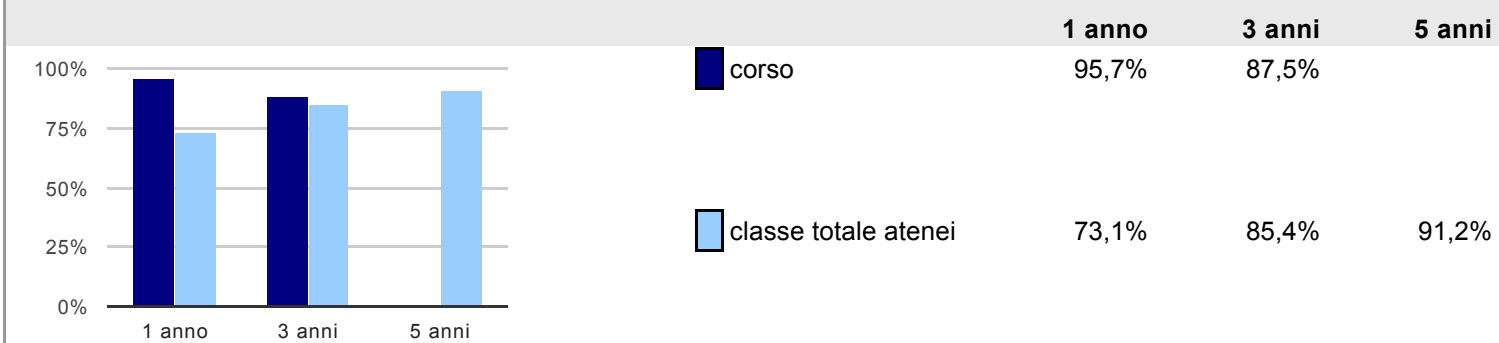 1 anno 3 anni 5 anni
100%
75%
50%
25%
0%
1 anno 3 anni 5 anni
corso 95,7% 87,5%
classe totale atenei 73,1% 85,4% 91,2%